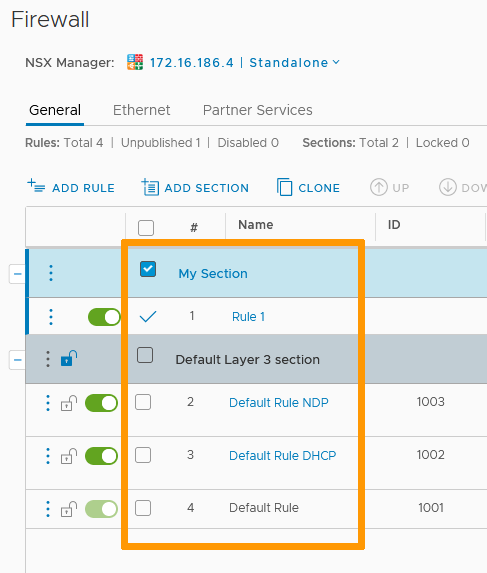 Firewall
NSX Manager: 172.16.186.4 | Standalone
General Ethernet Partner Services
Rules: Total 4 | Unpublished 1 | Disabled 0 Sections: Total 2 | Locked 0
ADD RULE ADD SECTION CLONE UP DOW
# Name ID
My Section
1 Rule 1
Default Layer 3 section
2 Default Rule NDP 1003
3 Default Rule DHCP 1002
4 Default Rule 1001